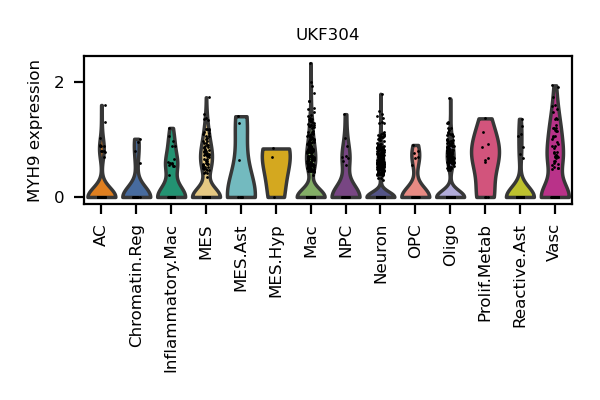 UKF304
MYH9 expression
2
0
AC
Chromatin.Reg
Inflammatory.Mac
MES
MES.Ast
MES.Hyp
Mac
NPC
Neuron
OPC
Oligo
Prolif.Metab
Reactive.Ast
Vasc